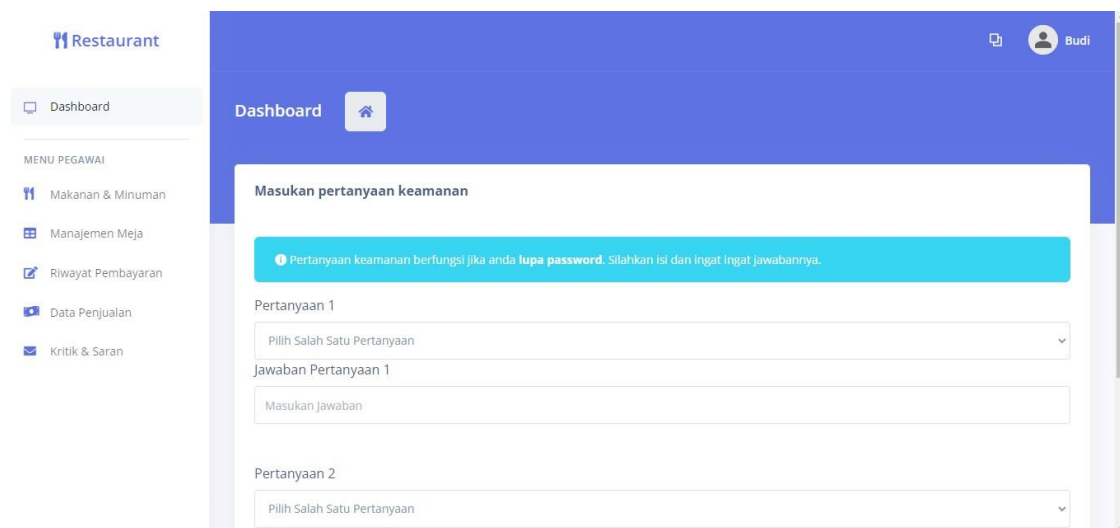 Restaurant
Budi
Dashboard
Dashboard
MENU PEGAWAI
Makanan & Minuman
Manajemen Meja
Riwayat Pembayaran
Data Penjualan
Kritik & Saran
Masukan pertanyaan keamanan
Pertanyaan keamanan berfungsi jika anda lupa password. Silahkan isi dan ingat ingat jawabannya.
Pertanyaan 1
Pilih Salah Satu Pertanyaan
Jawaban Pertanyaan 1
Masukan Jawaban
Pertanyaan 2
Pilih Salah Satu Pertanyaan